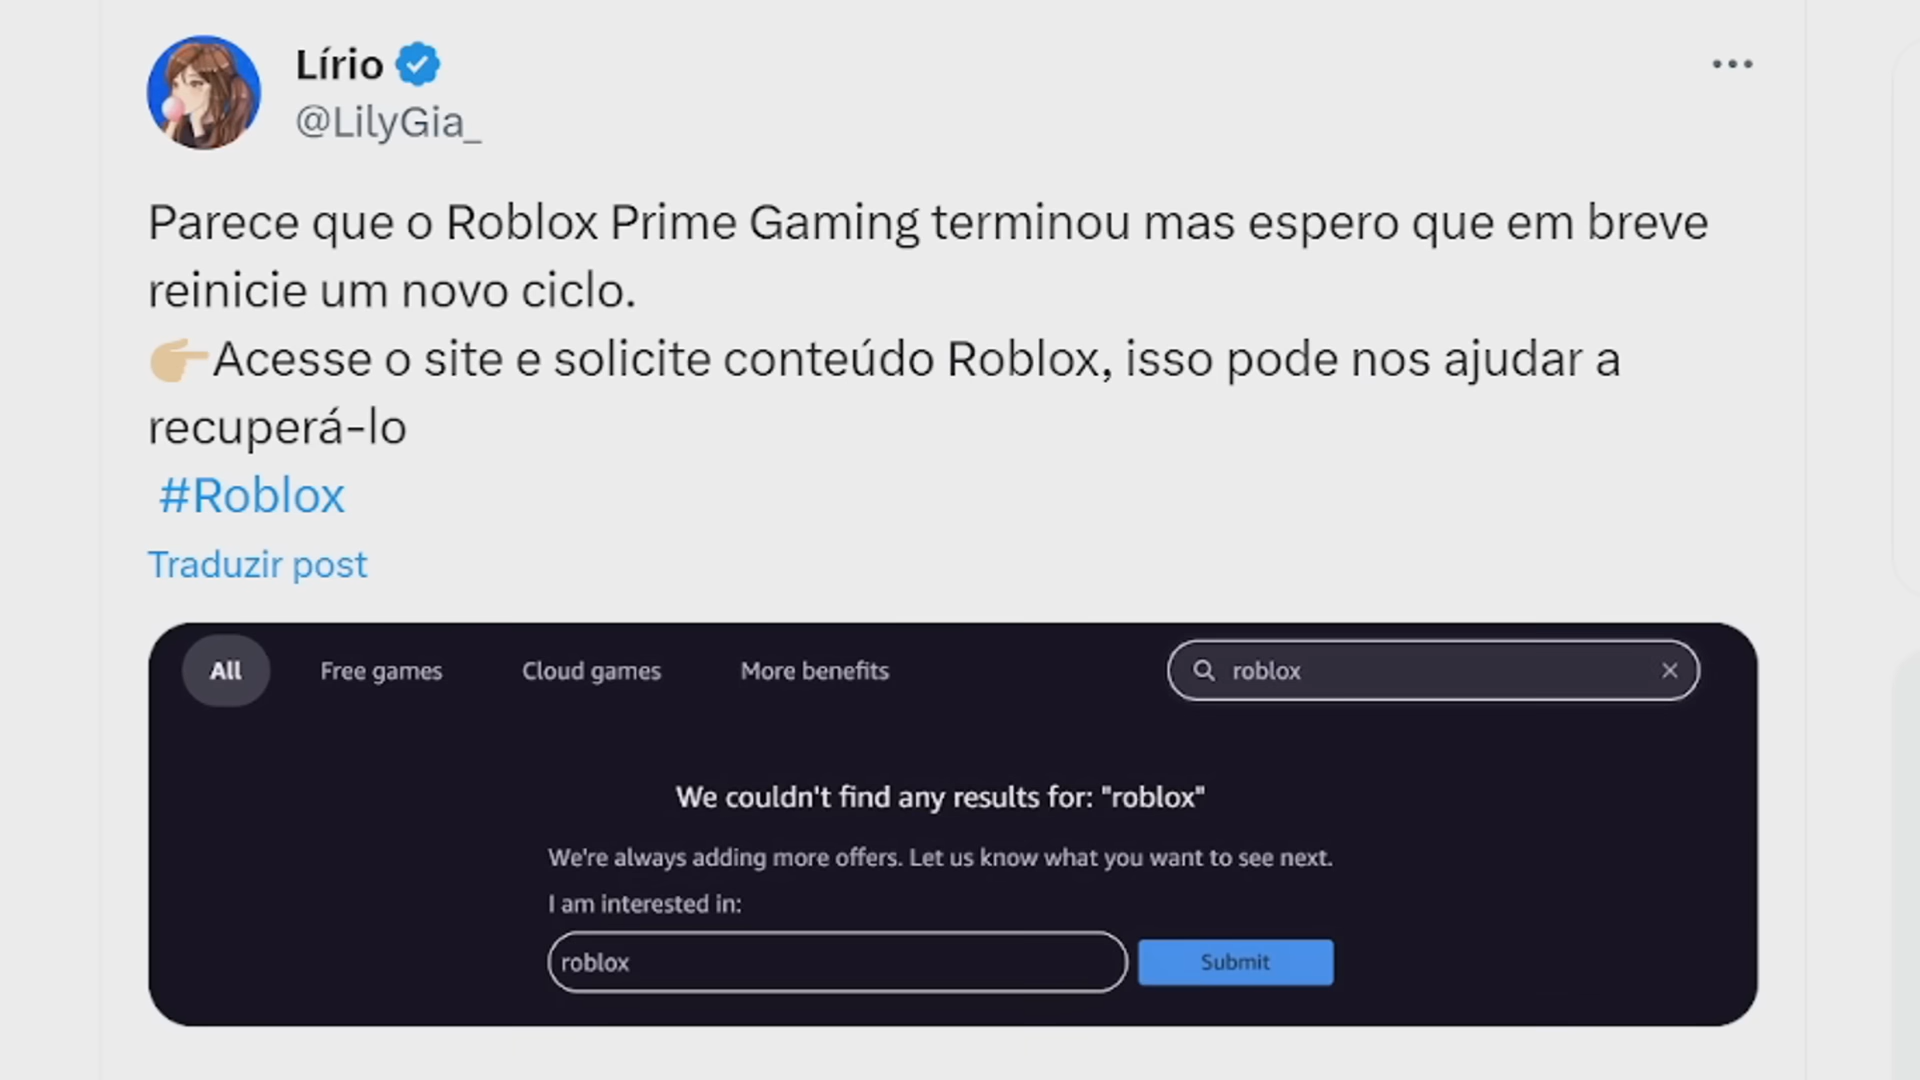 Lírio
@LilyGia_
Parece que o Roblox Prime Gaming terminou mas espero que em breve
reinicie um novo ciclo.
👉🏼Acesse o site e solicite conteúdo Roblox, isso pode nos ajudar a
recuperá-lo
#Roblox
Traduzir post
All Free games Cloud games More benefits roblox
We couldn't find any results for: "roblox"
We're always adding more offers. Let us know what you want to see next.
I am interested in:
roblox Submit